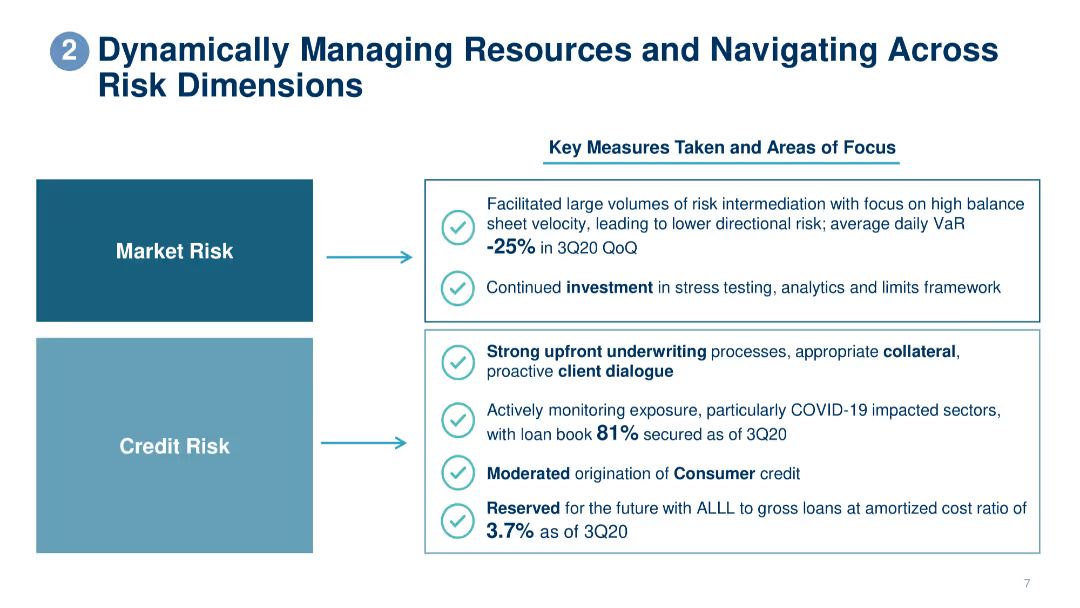 2 Dynamically Managing Resources and Navigating Across
Risk Dimensions
Key Measures Taken and Areas of Focus
Market Risk
Facilitated large volumes of risk intermediation with focus on high balance
sheet velocity, leading to lower directional risk; average daily VaR
-25% in 3Q20 QoQ
Continued investment in stress testing, analytics and limits framework
Credit Risk
Strong upfront underwriting processes, appropriate collateral,
proactive client dialogue
Actively monitoring exposure, particularly COVID-19 impacted sectors,
with loan book 81% secured as of 3Q20
Moderated origination of Consumer credit
Reserved for the future with ALLL to gross loans at amortized cost ratio of
3.7% as of 3Q20
7